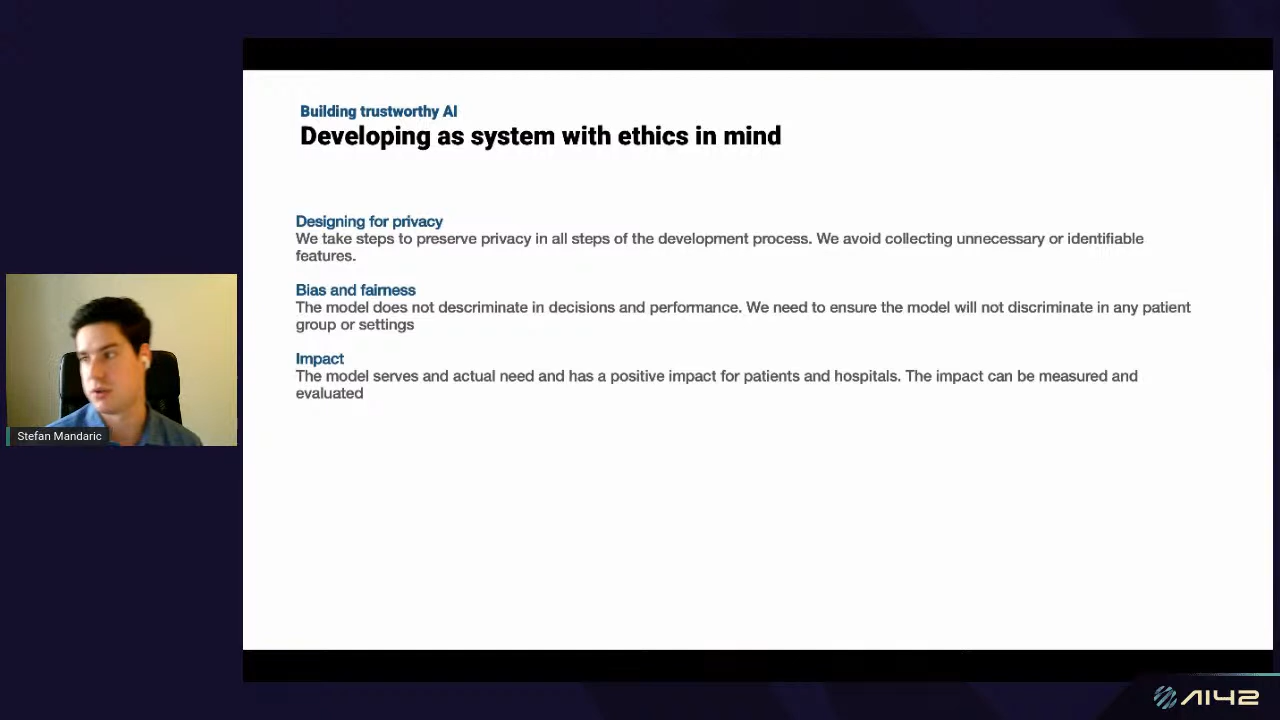 Building trustworthy AI
Developing as system with ethics in mind
Designing for privacy
We take steps to preserve privacy in all steps of the development process. We avoid collecting unnecessary or identifiable
features.
Bias and fairness
The model does not descriminate in decisions and performance. We need to ensure the model will not discriminate in any patient
group or settings
Impact
The model serves and actual need and has a positive impact for patients and hospitals. The impact can be measured and
evaluated
Stefan Mandaric
AI42